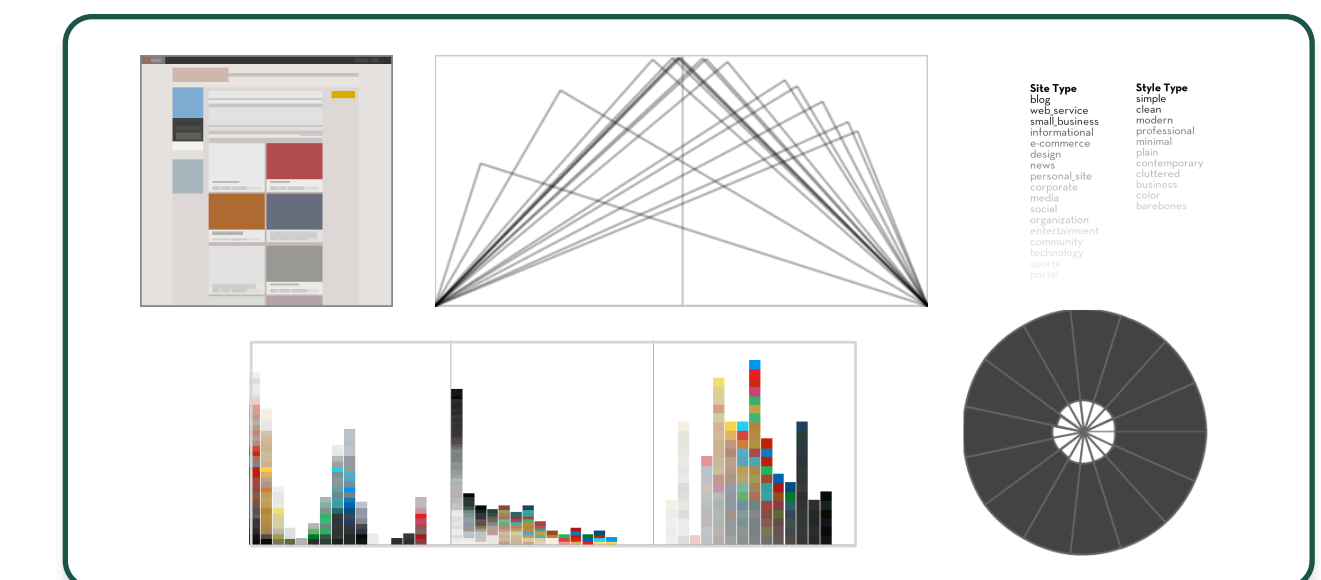 Site Type
blog
web_service
small_business
informational
e-commerce
design
news
personal_site
corporate
media
social
organization
entertainment
community
technology
sports
portal
Style Type
simple
clean
modern
professional
minimal
plain
contemporary
cluttered
business
color
barebones